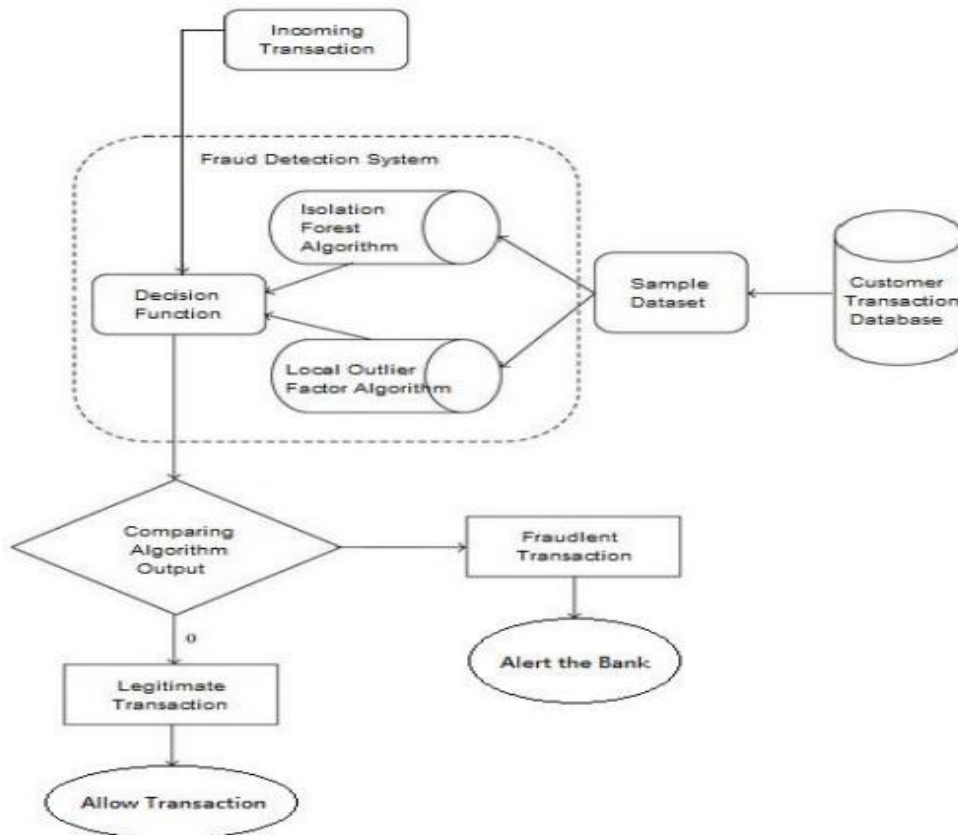 Incoming
Transaction
Fraud Detection System
Isolation
Forest
Algorithm
Decision
Function
Sample
Dataset
Customer
Transaction
Database
Local Outlier
Factor Algorithm
Comparing
Algorithm
Output
Fraudlent
Transaction
0
Alert the Bank
Legitimate
Transaction
Allow Transaction